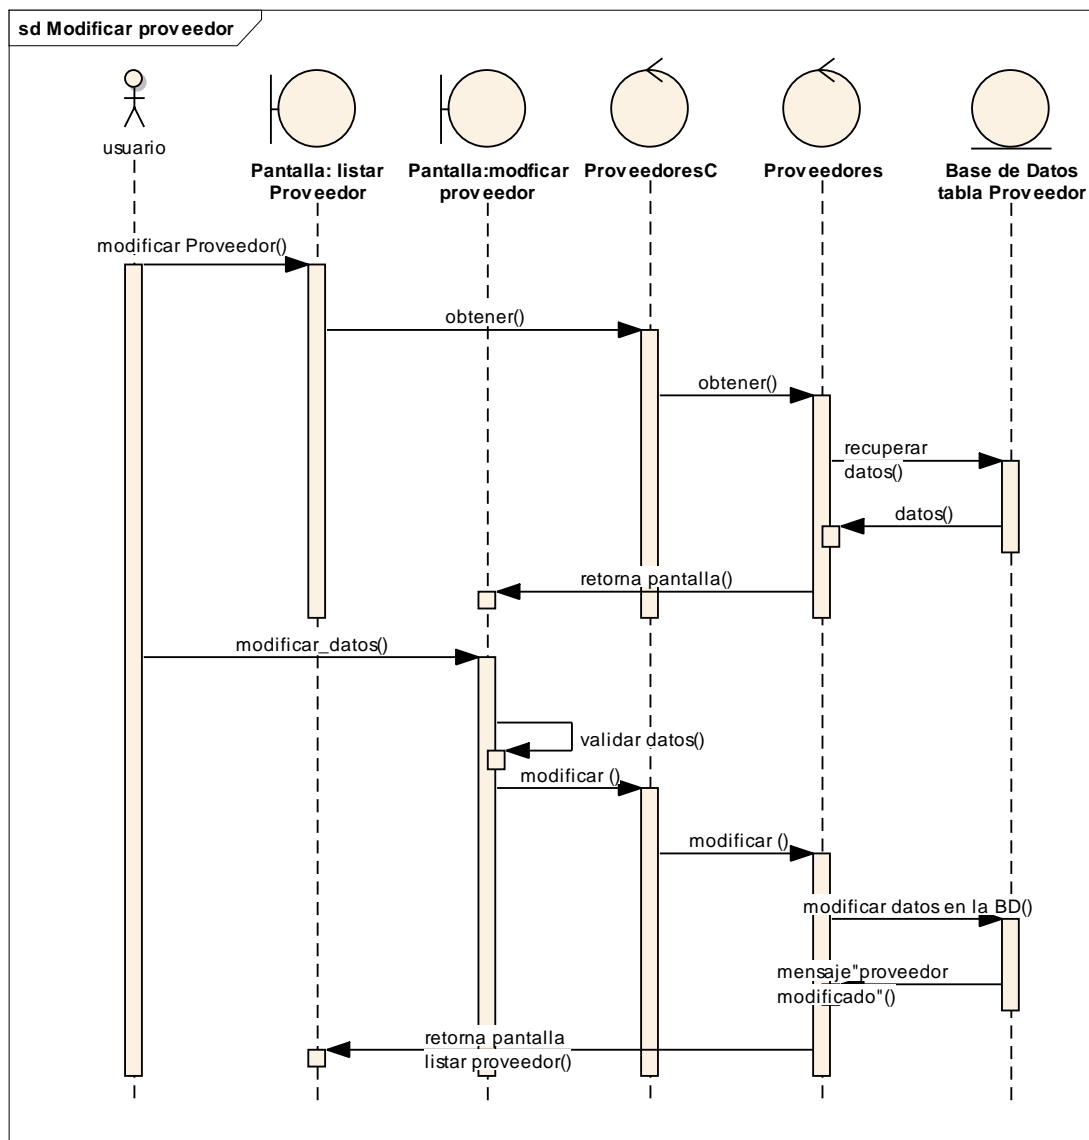 sd Modificar proveedor
usuario
Pantalla: listar
Proveedor
Pantalla:modficar
proveedor
ProveedoresC
Proveedores
Base de Datos
tabla Proveedor
modificar Proveedor()
obtener()
obtener()
recuperar
datos()
datos()
retorna pantalla()
modificar_datos()
validar datos()
modificar ()
modificar ()
modificar datos en la BD()
mensaje"proveedor
modificado"()
retorna pantalla
listar proveedor()